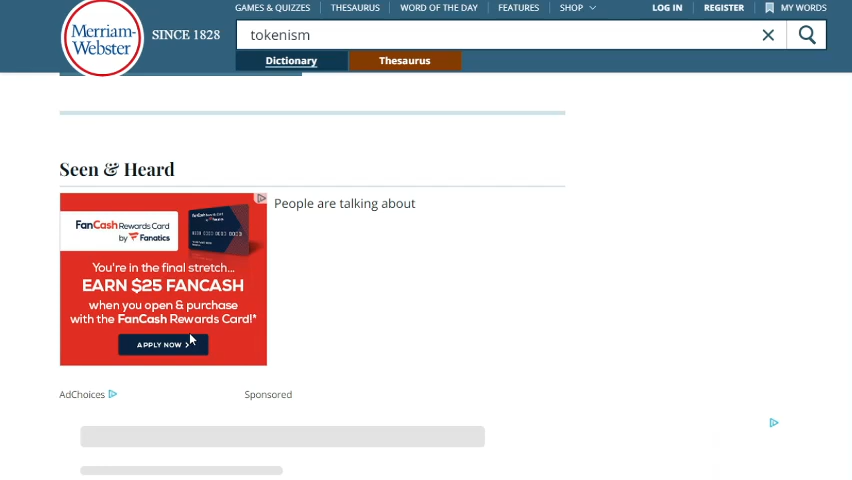 GAMES & QUIZZES THESAURUS WORD OF THE DAY FEATURES SHOP LOG IN REGISTER MY WORDS
Merriam-
Webster
SINCE 1828
tokenism
Dictionary Thesaurus
Seen & Heard
People are talking about
FanCash Rewards Card
by Fanatics
You're in the final stretch...
EARN $25 FANCASH
when you open & purchase
with the FanCash Rewards Card!*
APPLY NOW
AdChoices Sponsored